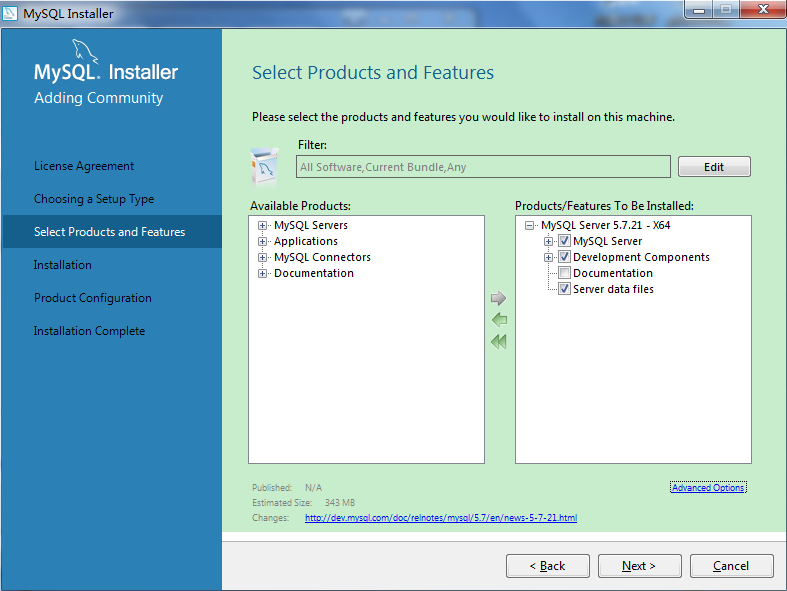 MySQL Installer
MySQL. Installer
Adding Community
License Agreement
Choosing a Setup Type
Select Products and Features
Installation
Product Configuration
Installation Complete
Select Products and Features
Please select the products and features you would like to install on this machine.
Filter:
All Software,Current Bundle,Any
Edit
Available Products:
MySQL Servers
Applications
MySQL Connectors
Documentation
Products/Features To Be Installed:
MySQL Server 5.7.21 - X64
MySQL Server
Development Components
Documentation
Server data files
Published: N/A
Estimated Size: 343 MB
Changes: http://dev.mysql.com/doc/relnotes/mysql/5.7/en/news-5-7-21.html
Advanced Options
< Back
Next >
Cancel